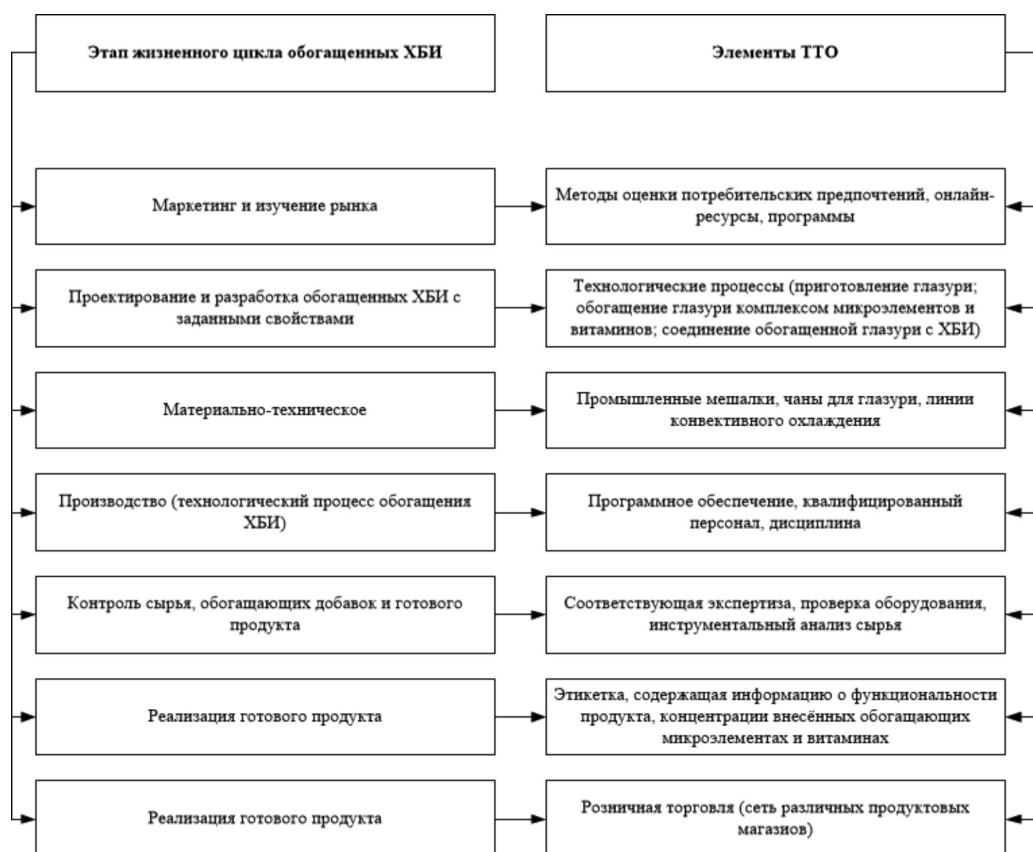 Этап жизненного цикла обогащенных ХБИ
Элементы ТТО
Маркетинг и изучение рынка
Методы оценки потребительских предпочтений, онлайн-
ресурсы, программы
Проектирование и разработка обогащенных ХБИ с
заданными свойствами
Технологические процессы (приготовление глазури;
обогащение глазури комплексом микроэлементов и
витаминов; соединение обогащенной глазури с ХБИ)
Материально-техническое
Промышленные мешалки, чаны для глазури, линии
конвективного охлаждения
Производство (технологический процесс обогащения
ХБИ)
Программное обеспечение, квалифицированный
персонал, дисциплина
Контроль сырья, обогащающих добавок и готового
продукта
Соответствующая экспертиза, проверка оборудования,
инструментальный анализ сырья
Реализация готового продукта
Этикетка, содержащая информацию о функциональности
продукта, концентрации внесённых обогащающих
микроэлементах и витаминах
Реализация готового продукта
Розничная торговля (сеть различных продуктовых
магазиов)